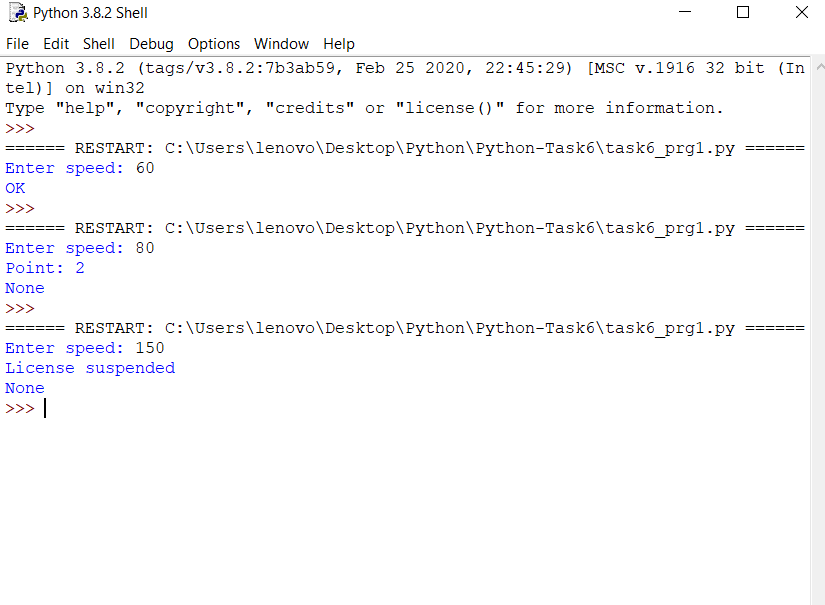 Python 3.8.2 Shell
File Edit Shell Debug Options Window Help
Python 3.8.2 (tags/v3.8.2:7b3ab59, Feb 25 2020, 22:45:29) [MSC v.1916 32 bit (In
tel)] on win32
Type "help", "copyright", "credits" or "license()" for more information.
>>>
====== RESTART: C:\Users\lenovo\Desktop\Python\Python-Task6\task6_prg1.py ======
Enter speed: 60
OK
>>>
====== RESTART: C:\Users\lenovo\Desktop\Python\Python-Task6\task6_prg1.py ======
Enter speed: 80
Point: 2
None
>>>
====== RESTART: C:\Users\lenovo\Desktop\Python\Python-Task6\task6_prg1.py ======
Enter speed: 150
License suspended
None
>>>